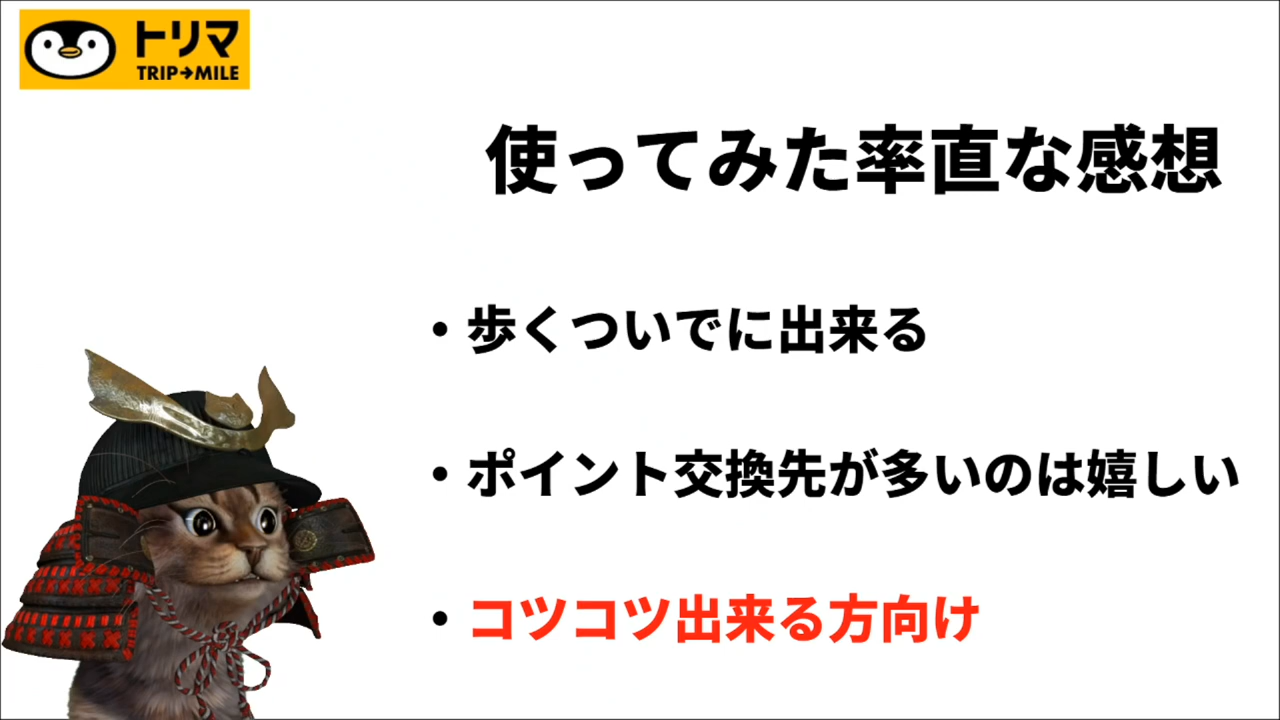 トリマ
TRIP➔MILE
使ってみた率直な感想
・歩くついでに出来る
・ポイント交換先が多いのは嬉しい
・コツコツ出来る方向け